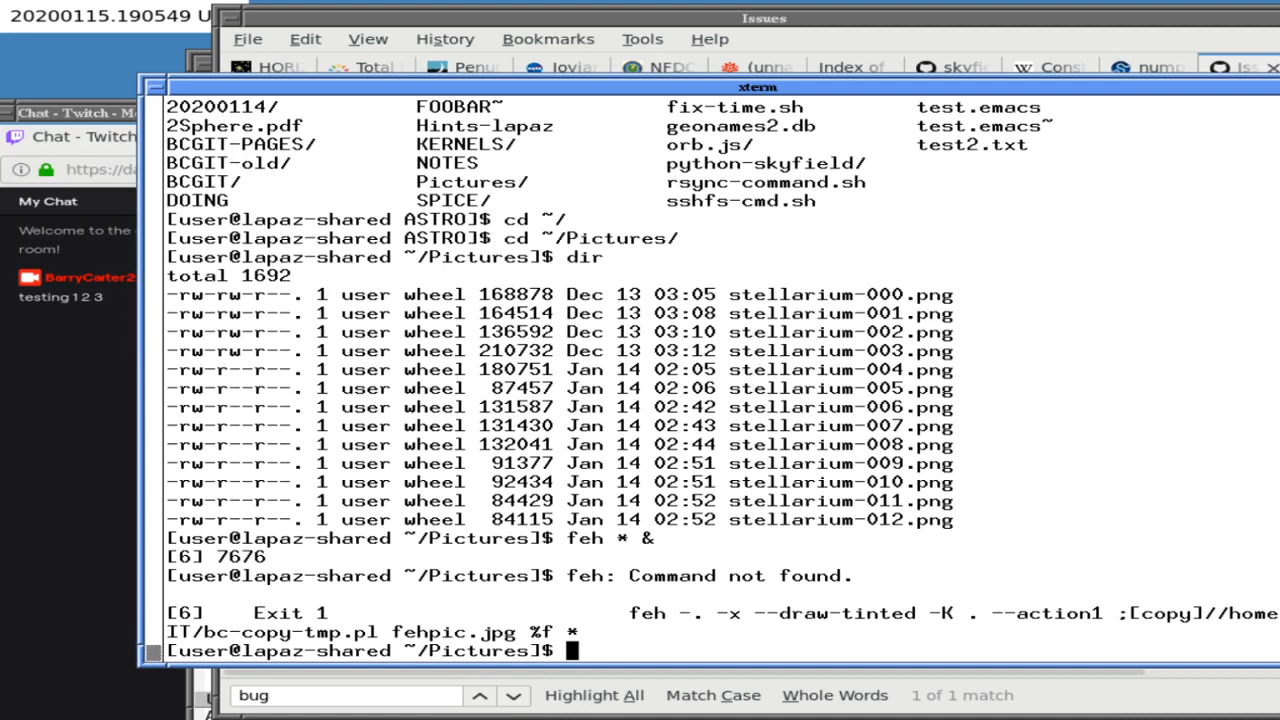 20200115.190549 U
Issues
File Edit View History Bookmarks Tools Help
HORI Total Penu Iovia NFDC (unna Index of skyfie Cons nump
Chat - Twitch - M
Chat - Twitch
https://da
My Chat
Welcome to the
room!
BarryCarter2
testing 1 2 3
xterm
20200114/ FOOBAR~ fix-time.sh test.emacs
2Sphere.pdf Hints-lapaz geonames2.db test.emacs~
BCGIT-PAGES/ KERNELS/ orb.js/ test2.txt
BCGIT-old/ NOTES python-skyfield/
BCGIT/ Pictures/ rsync-command.sh
DOING SPICE/ sshfs-cmd.sh
[user@lapaz-shared ASTRO]$ cd ~/
[user@lapaz-shared ASTRO]$ cd ~/Pictures/
[user@lapaz-shared ~/Pictures]$ dir
total 1692
-rw-rw-r--. 1 user wheel 168878 Dec 13 03:05 stellarium-000.png
-rw-rw-r--. 1 user wheel 164514 Dec 13 03:08 stellarium-001.png
-rw-rw-r--. 1 user wheel 136592 Dec 13 03:10 stellarium-002.png
-rw-rw-r--. 1 user wheel 210732 Dec 13 03:12 stellarium-003.png
-rw-r--r--. 1 user wheel 180751 Jan 14 02:05 stellarium-004.png
-rw-r--r--. 1 user wheel 87457 Jan 14 02:06 stellarium-005.png
-rw-r--r--. 1 user wheel 131587 Jan 14 02:42 stellarium-006.png
-rw-r--r--. 1 user wheel 131430 Jan 14 02:43 stellarium-007.png
-rw-r--r--. 1 user wheel 132041 Jan 14 02:44 stellarium-008.png
-rw-r--r--. 1 user wheel 91377 Jan 14 02:51 stellarium-009.png
-rw-r--r--. 1 user wheel 92434 Jan 14 02:51 stellarium-010.png
-rw-r--r--. 1 user wheel 84429 Jan 14 02:52 stellarium-011.png
-rw-r--r--. 1 user wheel 84115 Jan 14 02:52 stellarium-012.png
[user@lapaz-shared ~/Pictures]$ feh * &
[6] 7676
[user@lapaz-shared ~/Pictures]$ feh: Command not found.
[6] Exit 1 feh -. -x --draw-tinted -K . --action1 ;[copy]//home
IT/bc-copy-tmp.pl fehpic.jpg %f *
[user@lapaz-shared ~/Pictures]$
bug Highlight All Match Case Whole Words 1 of 1 match